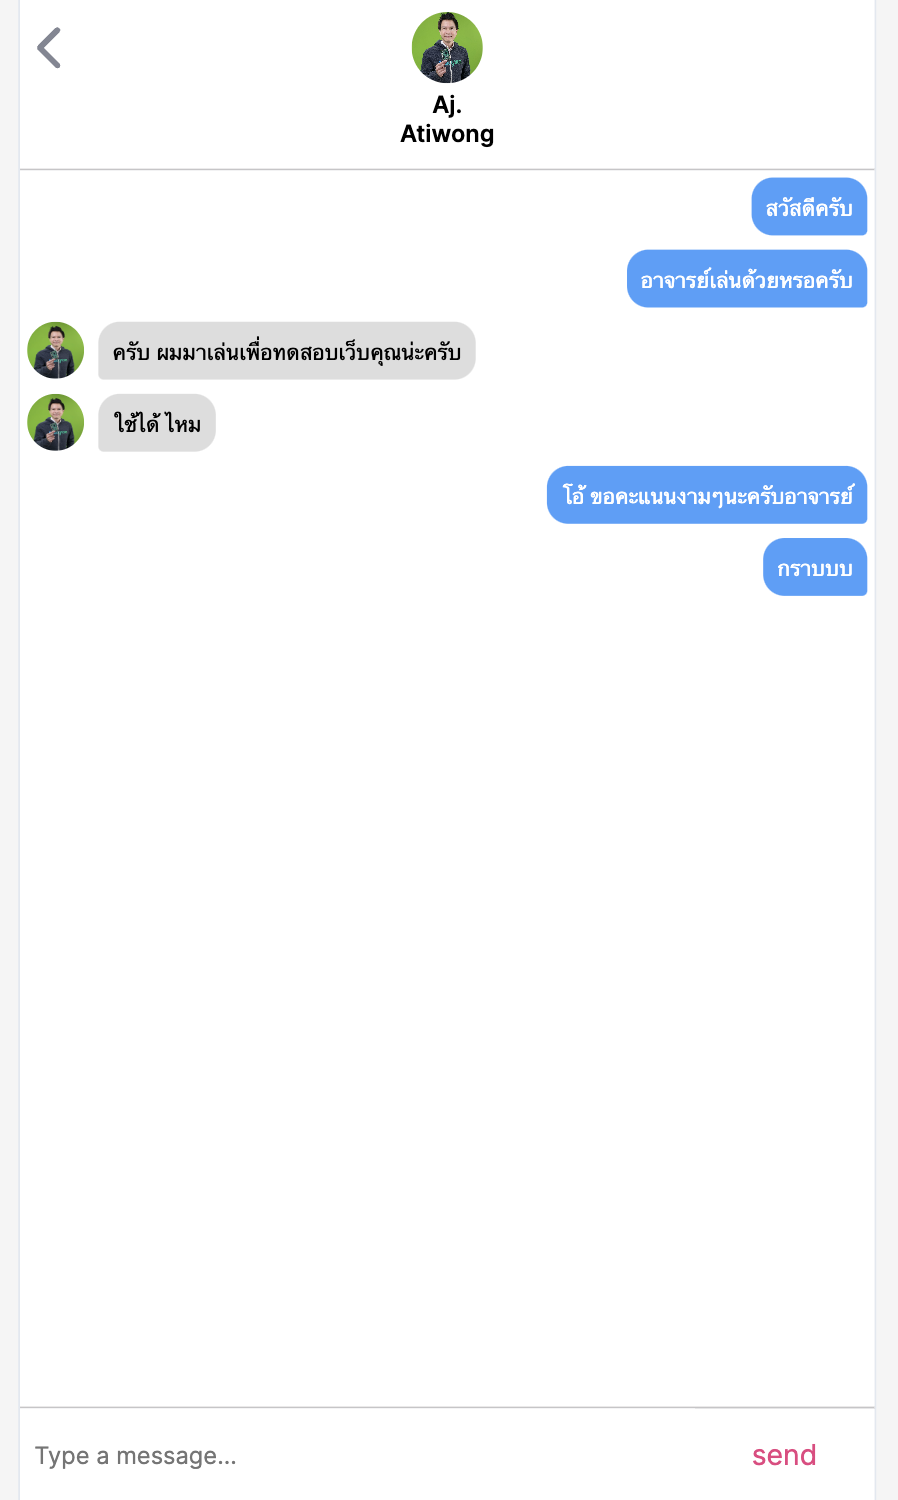 Aj.
Atiwong
สวัสดีครับ
อาจารย์เล่นด้วยหรอครับ
ครับ ผมมาเล่นเพื่อทดสอบเว็บคุณน่ะครับ
ใช้ได้ ไหม
โอ้ ขอคะแนนงามๆนะครับอาจารย์
กราบบบ
Type a message...
send